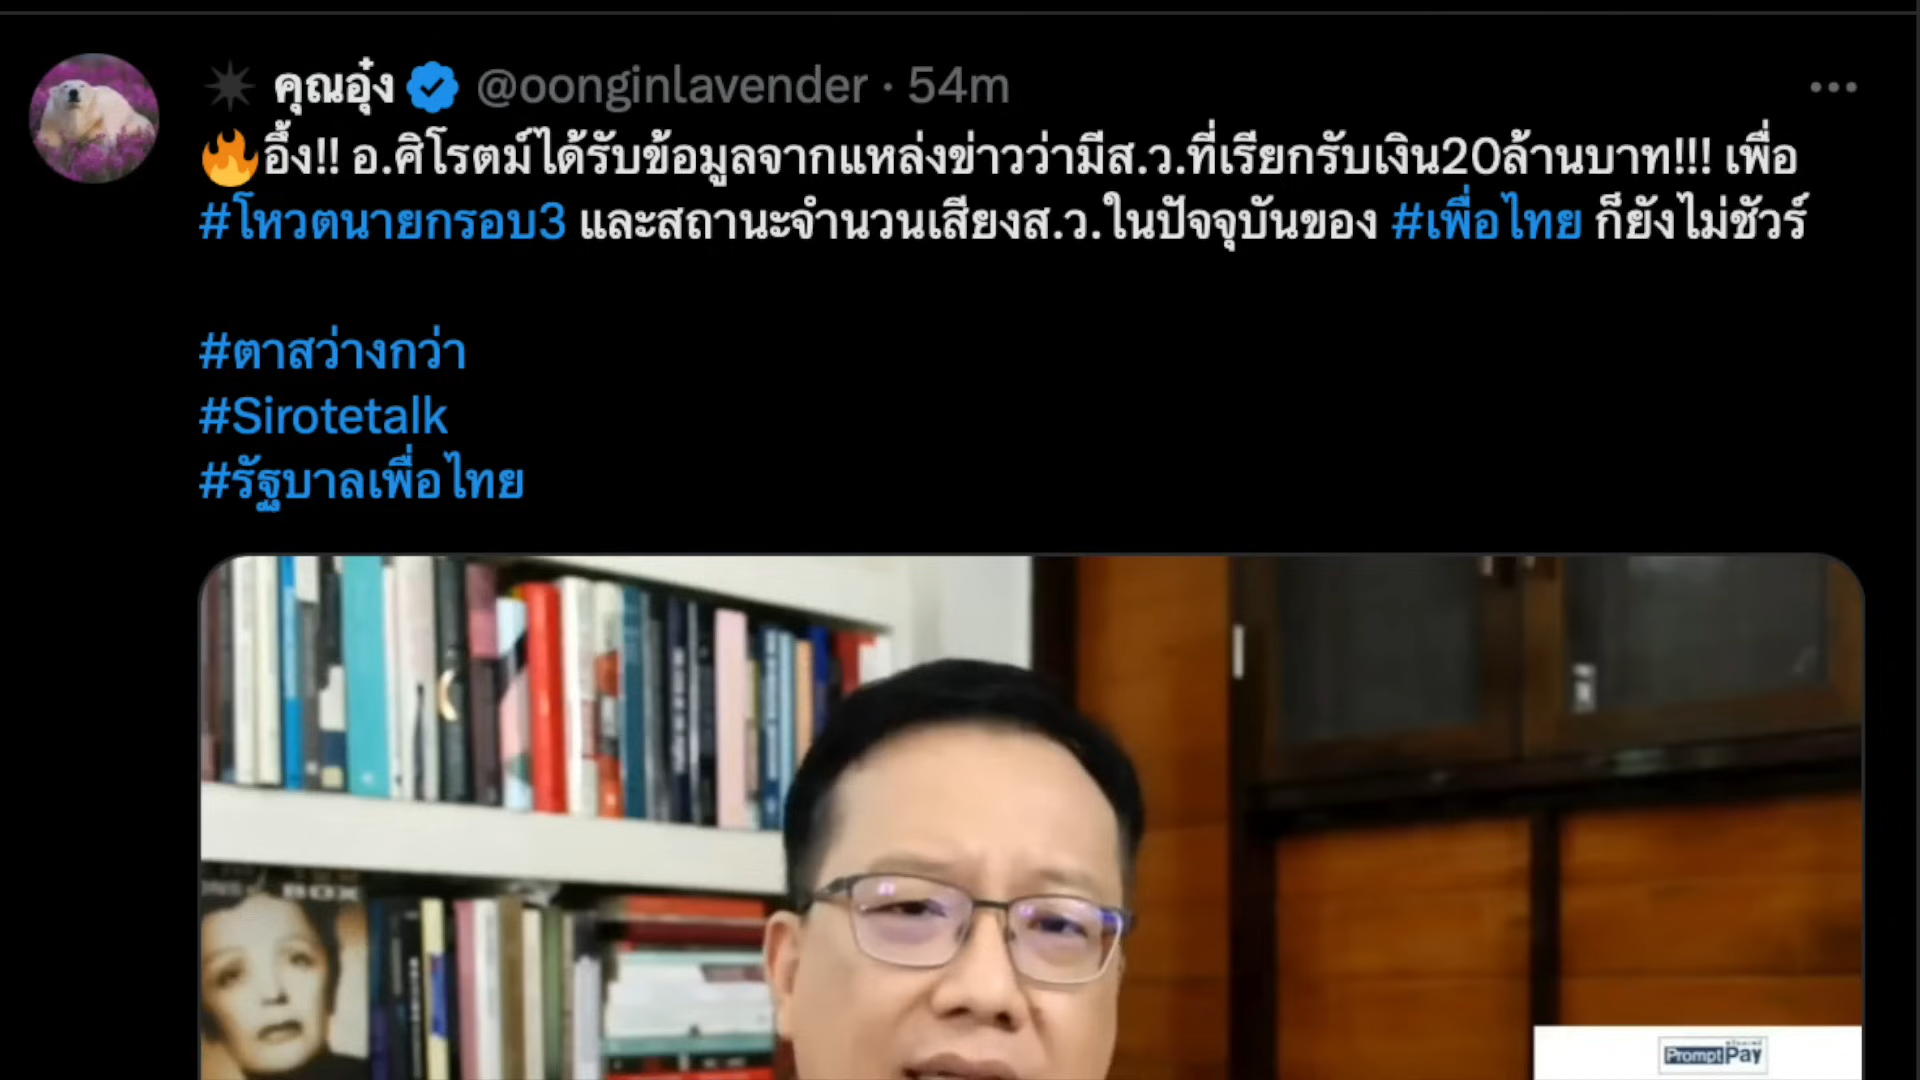 คุณอุ๋ง @oonginlavender · 54m
🔥อึ้ง!! อ.ศิโรตม์ได้รับข้อมูลจากแหล่งข่าวว่ามีส.ว.ที่เรียกรับเงิน20ล้านบาท!!! เพื่อ
#โหวตนายกรอบ3 และสถานะจำนวนเสียงส.ว.ในปัจจุบันของ #เพื่อไทย ก็ยังไม่ชัวร์
#ตาสว่างกว่า
#Sirotetalk
#รัฐบาลเพื่อไทย
BOX
PromptPay